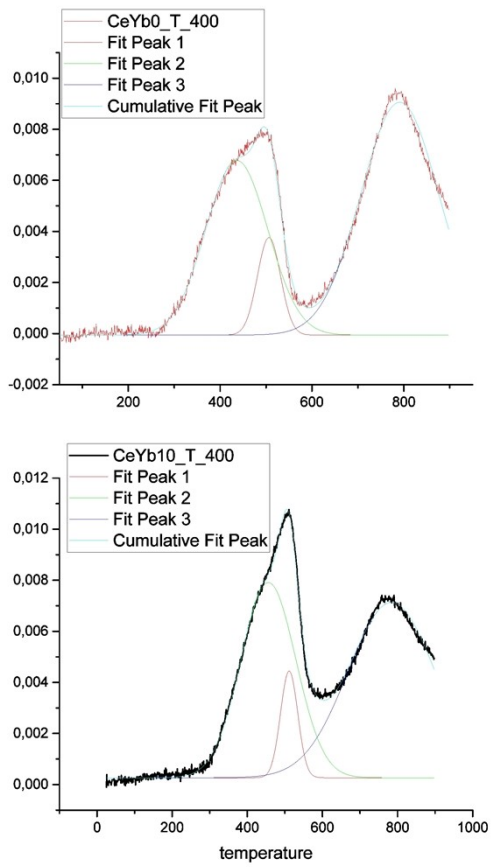 CeYb0_T_400
Fit Peak 1
Fit Peak 2
Fit Peak 3
Cumulative Fit Peak
0,010
0,008
0,006
0,004
0,002
0,000
-0,002
200 400 600 800
CeYb10_T_400
Fit Peak 1
Fit Peak 2
Fit Peak 3
Cumulative Fit Peak
0,012
0,010
0,008
0,006
0,004
0,002
0,000
0 200 400 600 800 1000
temperature